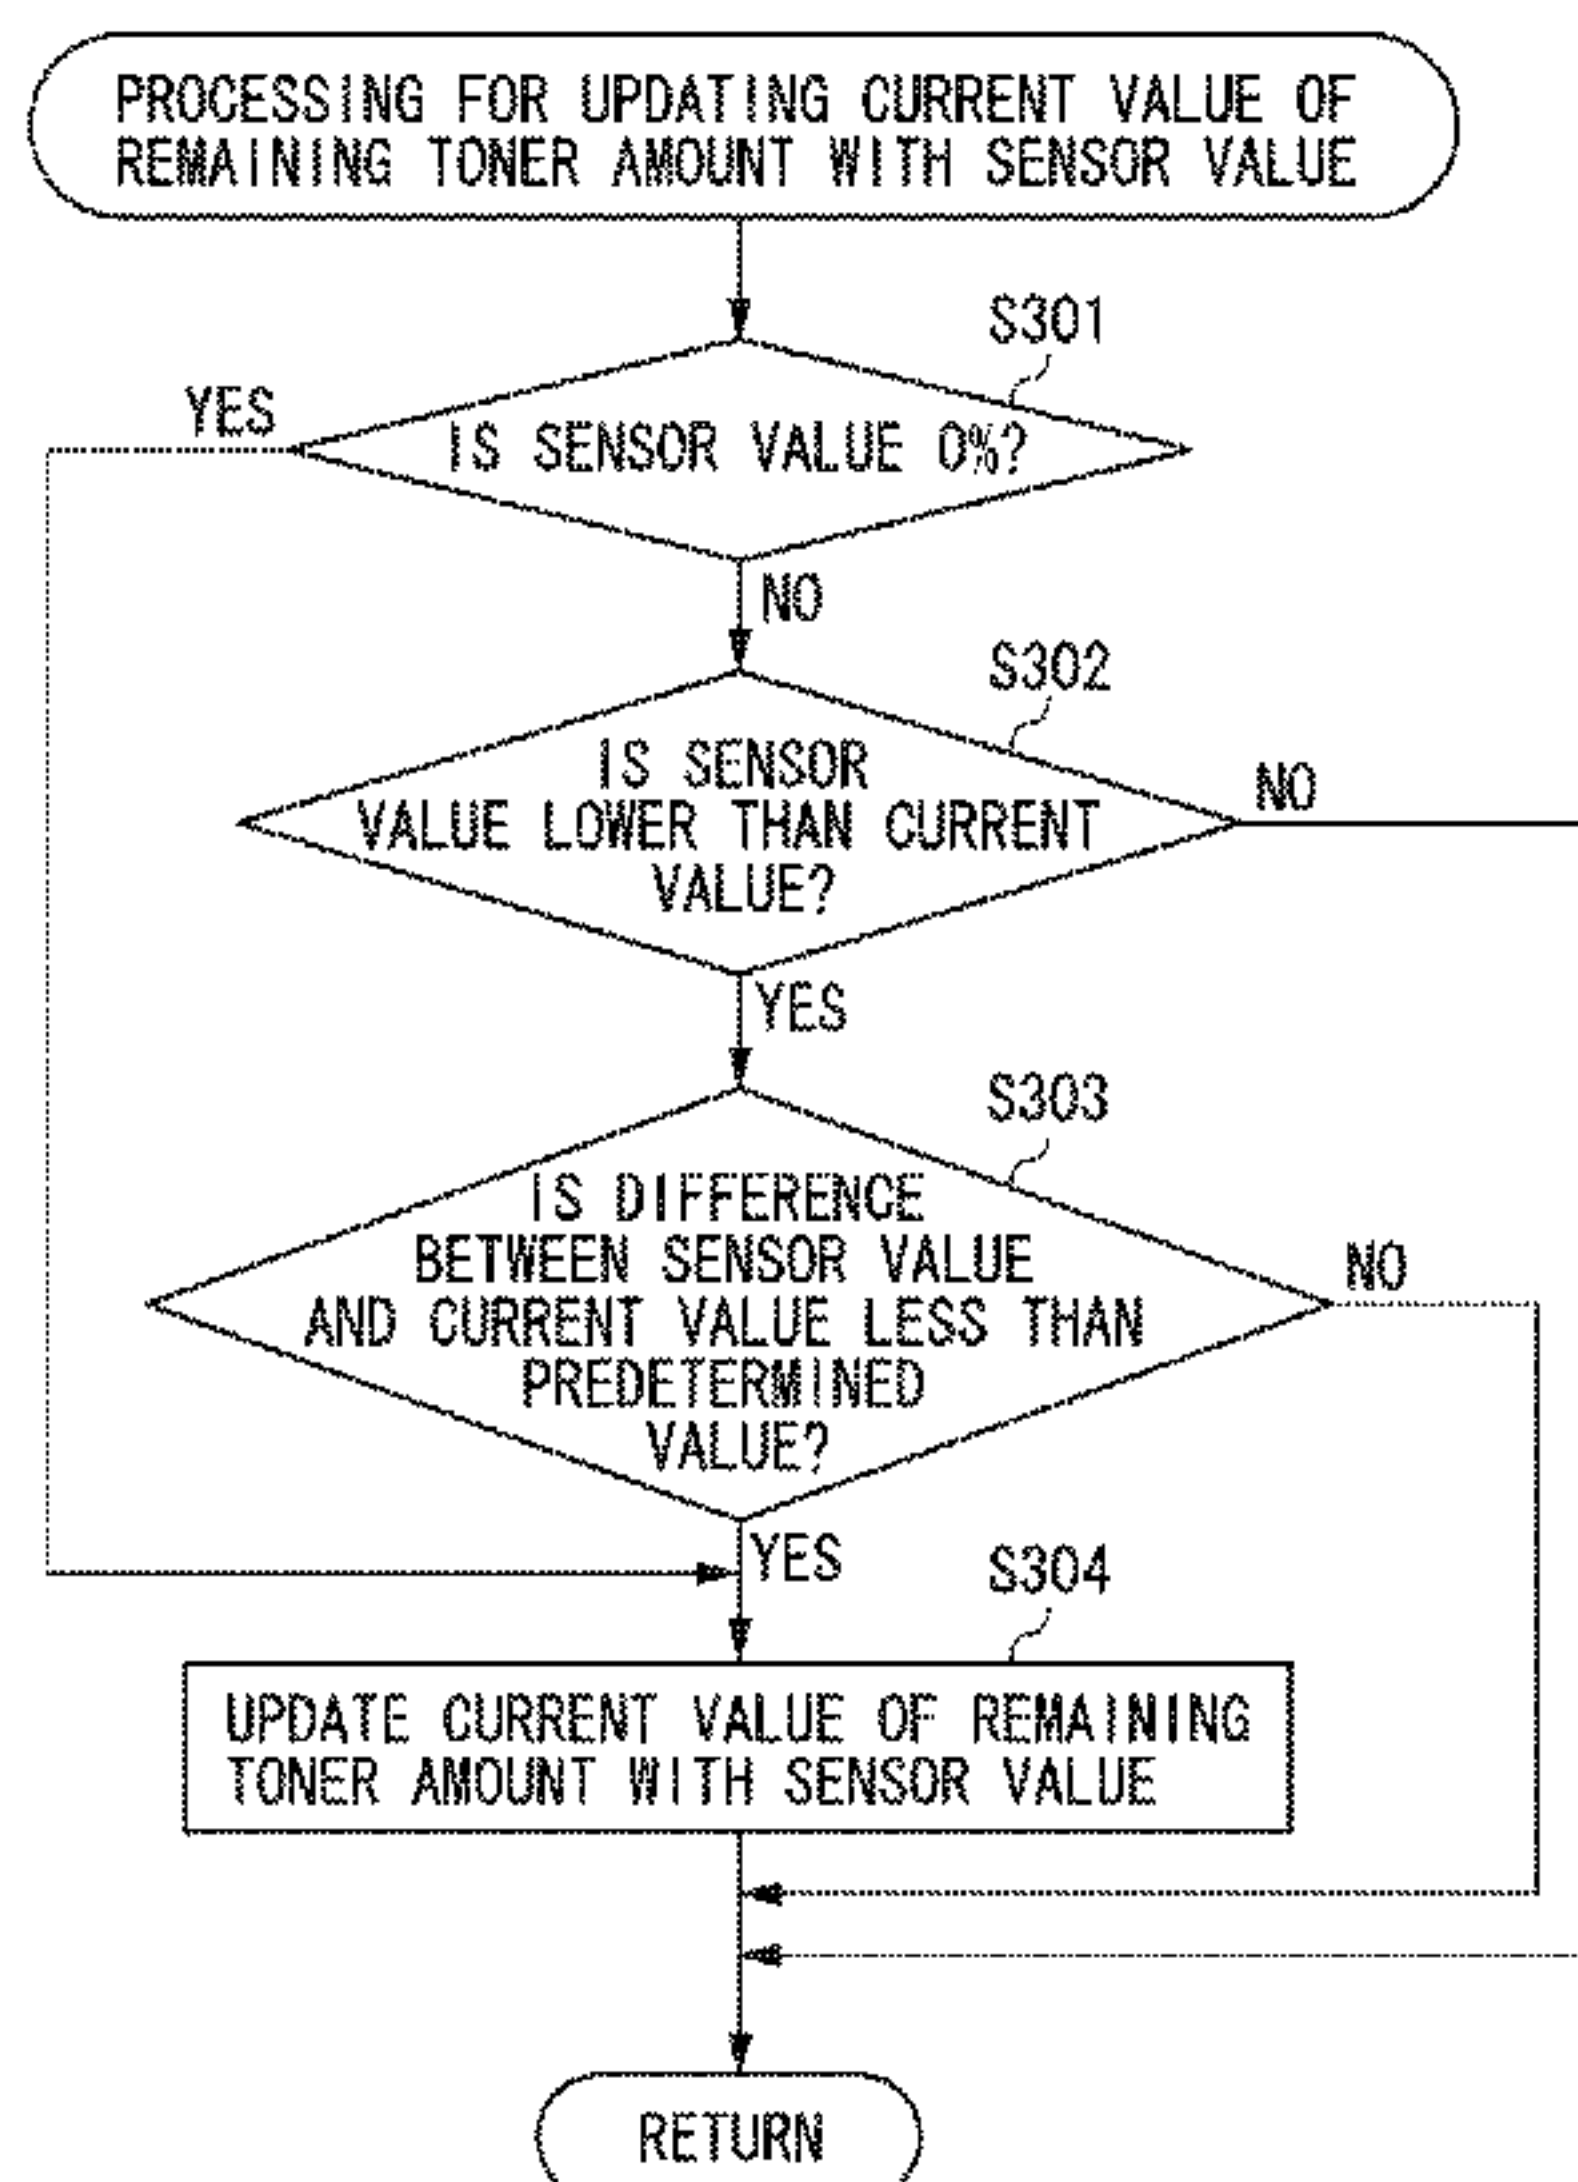 PROCESSING FOR UPDATING CURRENT VALUE OF
REMAINING TONER AMOUNT WITH SENSOR VALUE
S301
YES
IS SENSOR VALUE 0%?
NO
S302
IS SENSOR
VALUE LOWER THAN CURRENT
VALUE?
NO
YES
S303
IS DIFFERENCE
BETWEEN SENSOR VALUE
AND CURRENT VALUE LESS THAN
PREDETERMINED
VALUE?
NO
YES
S304
UPDATE CURRENT VALUE OF REMAINING
TONER AMOUNT WITH SENSOR VALUE
RETURN